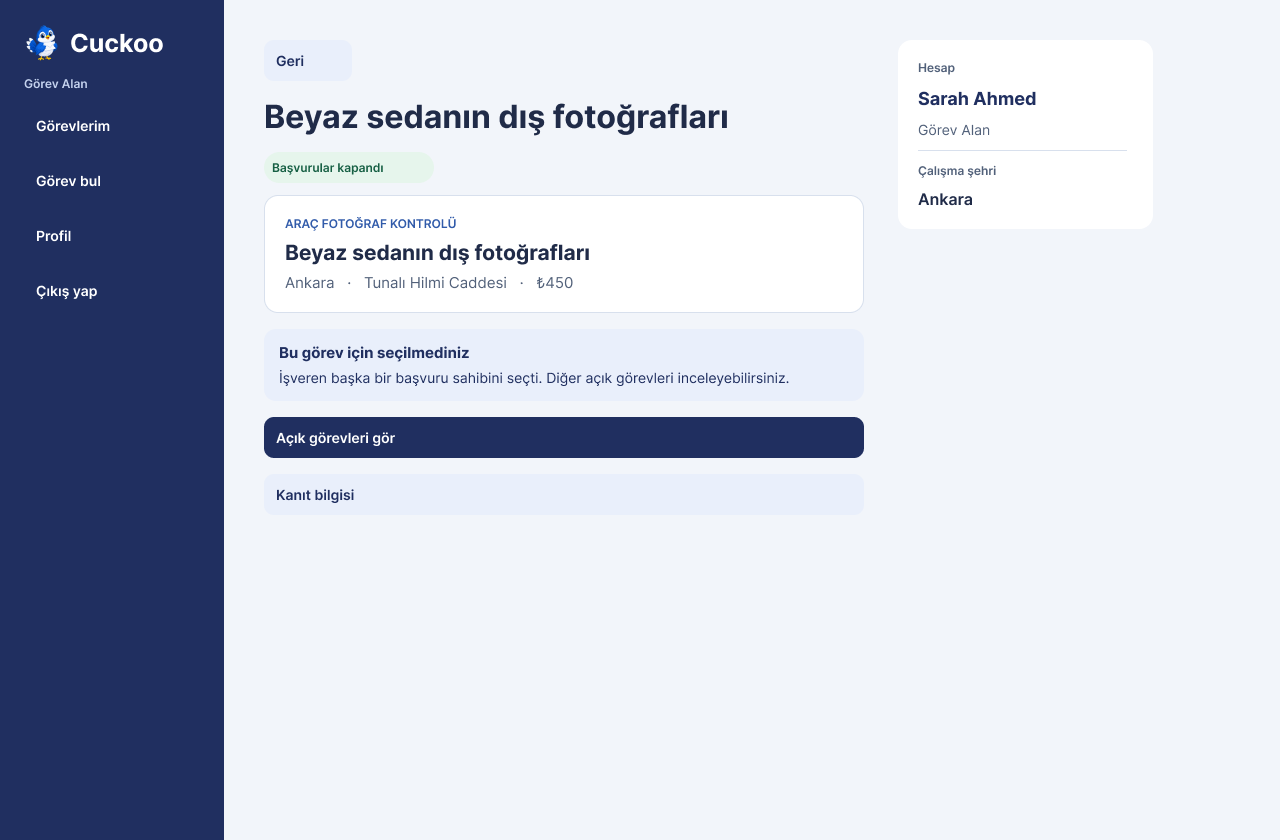 Cuckoo
Görev Alan
Görevlerim
Görev bul
Profil
Çıkış yap
Geri
Beyaz sedanın dış fotoğrafları
Başvurular kapandı
ARAÇ FOTOĞRAF KONTROLÜ
Beyaz sedanın dış fotoğrafları
Ankara · Tunalı Hilmi Caddesi · ₺450
Bu görev için seçilmediniz
İşveren başka bir başvuru sahibini seçti. Diğer açık görevleri inceleyebilirsiniz.
Açık görevleri gör
Kanıt bilgisi
Hesap
Sarah Ahmed
Görev Alan
Çalışma şehri
Ankara